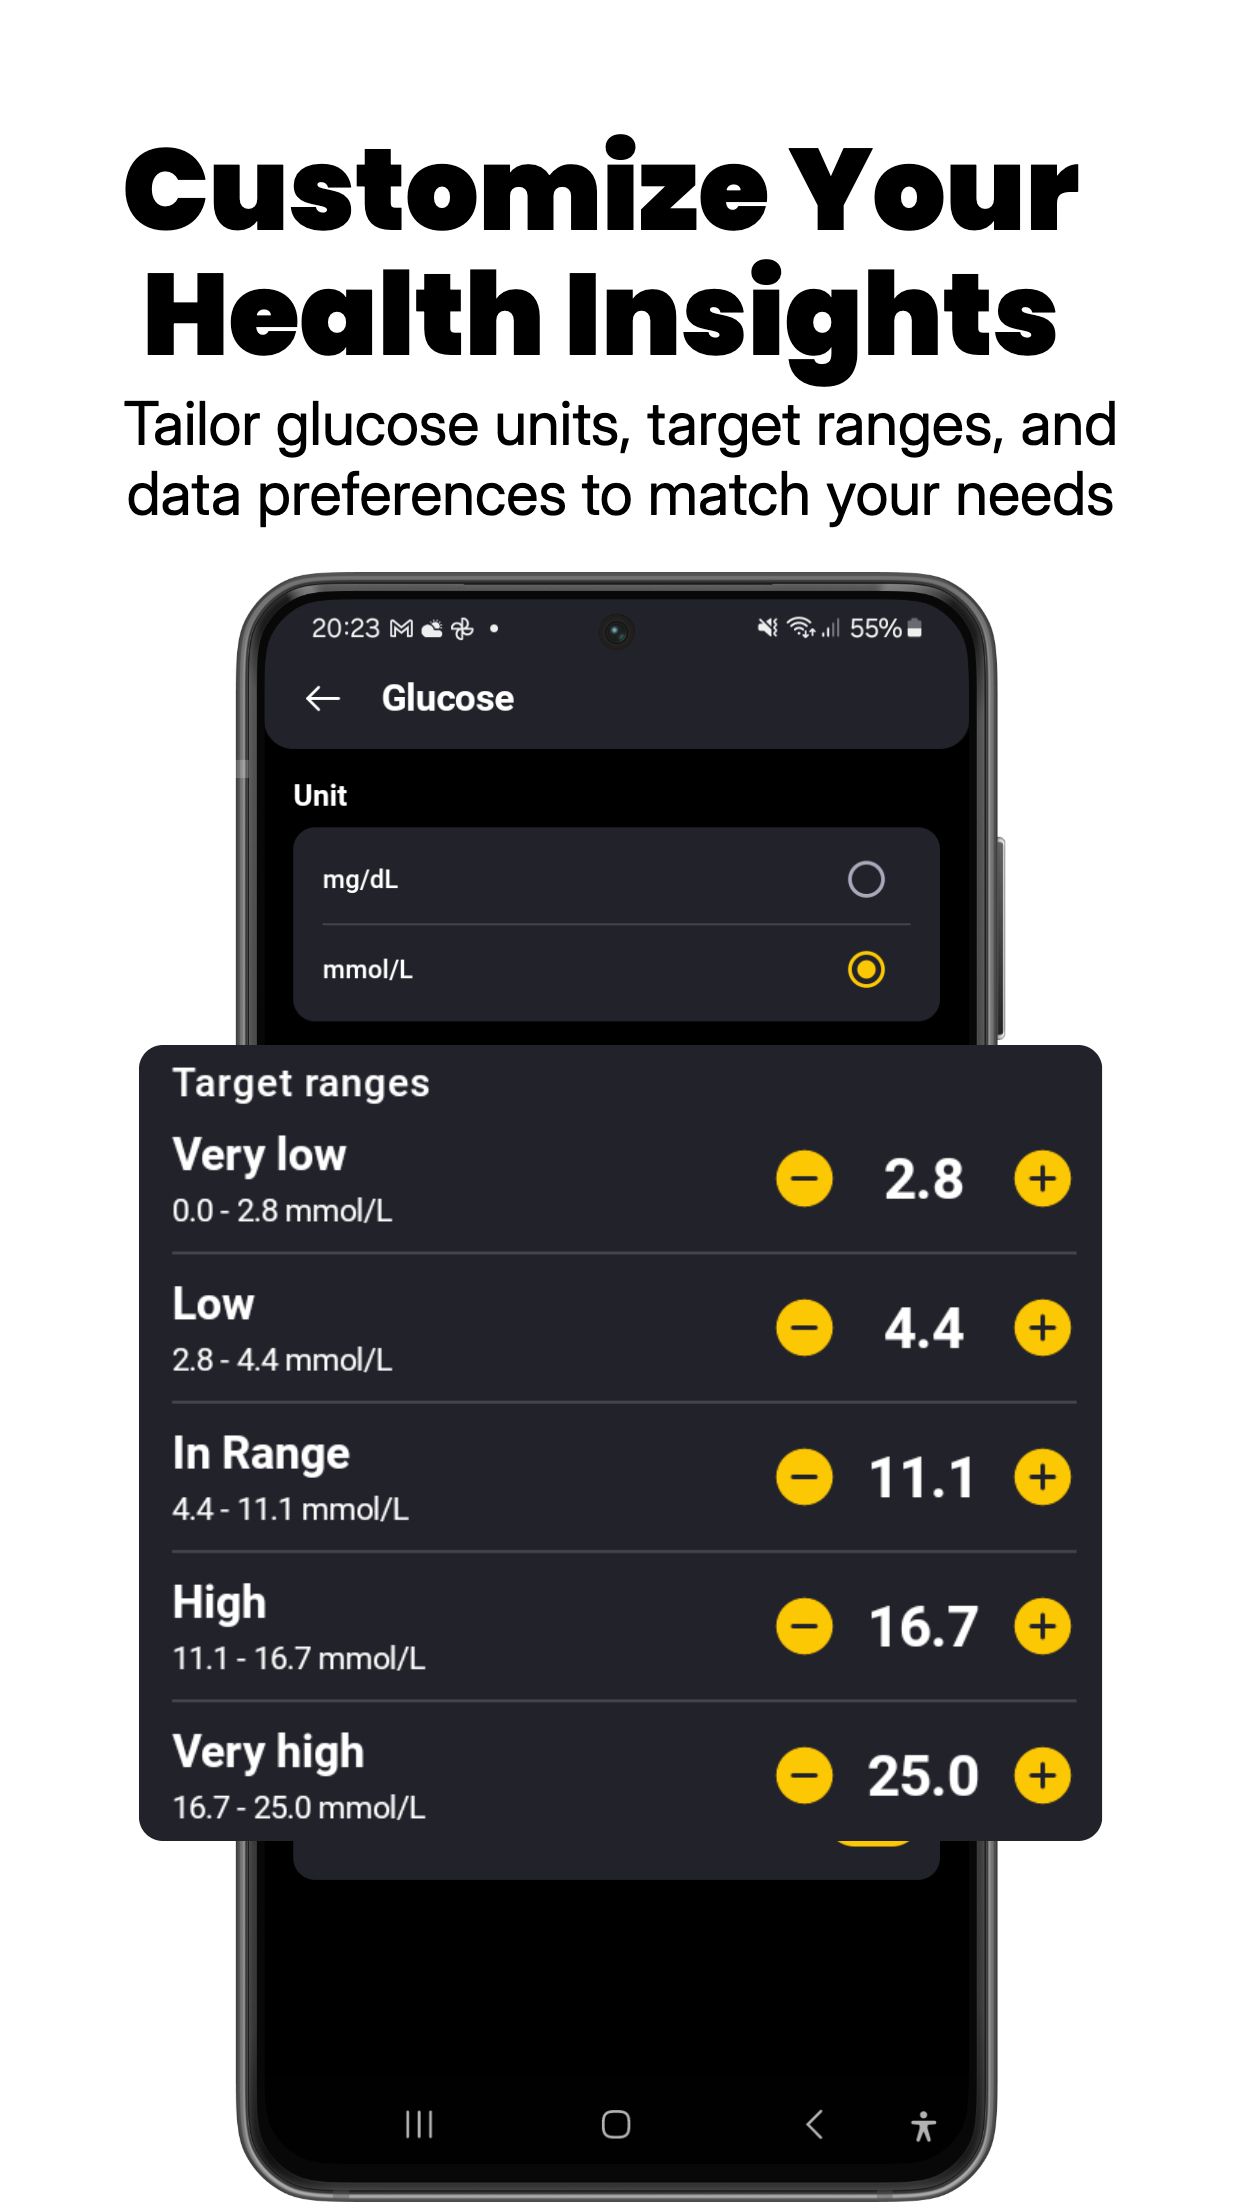 Customize Your
Health Insights
Tailor glucose units, target ranges, and
data preferences to match your needs
20:23 55%
Glucose
Unit
mg/dL
mmol/L
Target ranges
Very low
0.0 - 2.8 mmol/L
2.8
Low
2.8 - 4.4 mmol/L
4.4
In Range
4.4 - 11.1 mmol/L
11.1
High
11.1 - 16.7 mmol/L
16.7
Very high
16.7 - 25.0 mmol/L
25.0